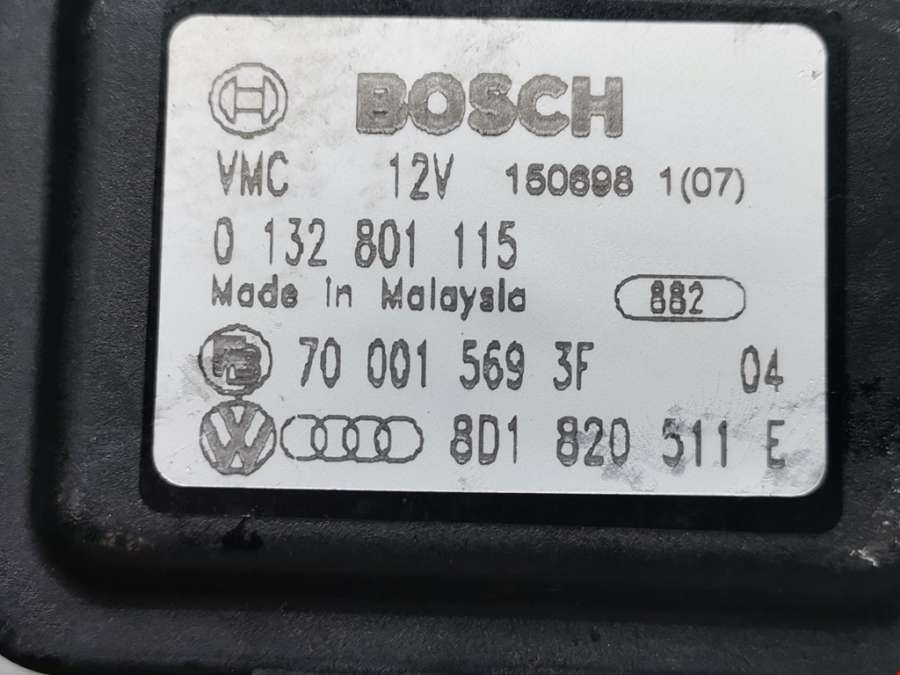 BOSCH
VMC 12V 150698 1(07)
0 132 801 115
Made in Malaysia 882
70 001 569 3F 04
8D1 820 511 E